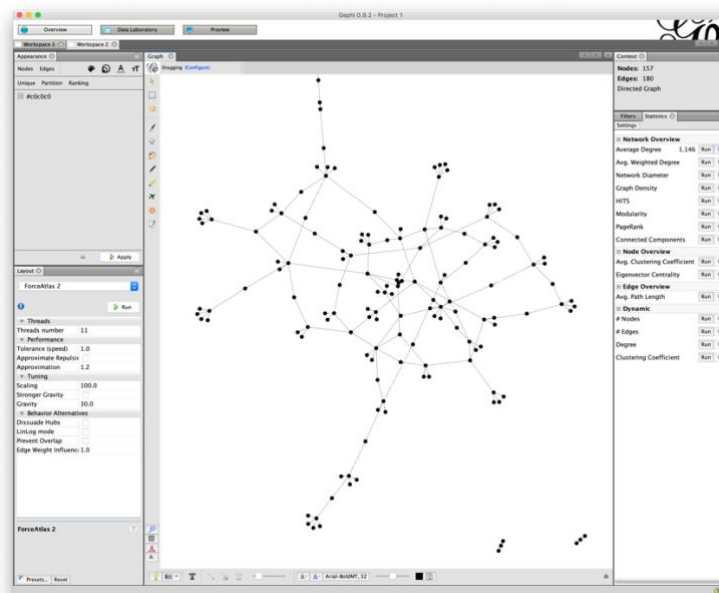 Gephi 0.9.2 - Project 1
Overview
Data Laboratory
Preview
Workspace 1
Workspace 2
Appearance
Nodes Edges
Unique Partition Ranking
#c0c0c0
Apply
Layout
ForceAtlas 2
Run
Threads
Threads number 11
Performance
Tolerance (speed) 1.0
Approximate Repulsi
Approximation 1.2
Tuning
Scaling 100.0
Stronger Gravity
Gravity 30.0
Behavior Alternatives
Dissuade Hubs
LinLog mode
Prevent Overlap
Edge Weight Influenc 1.0
ForceAtlas 2
Presets... Reset
Graph
Dragging (Configure)
Arial-BoldMT, 32
Context
Nodes: 157
Edges: 180
Directed Graph
Filters Statistics
Settings
Network Overview
Average Degree 1.146 Run
Avg. Weighted Degree Run
Network Diameter Run
Graph Density Run
HITS Run
Modularity Run
PageRank Run
Connected Components Run
Node Overview
Avg. Clustering Coefficient Run
Eigenvector Centrality Run
Edge Overview
Avg. Path Length Run
Dynamic
# Nodes Run
# Edges Run
Degree Run
Clustering Coefficient Run